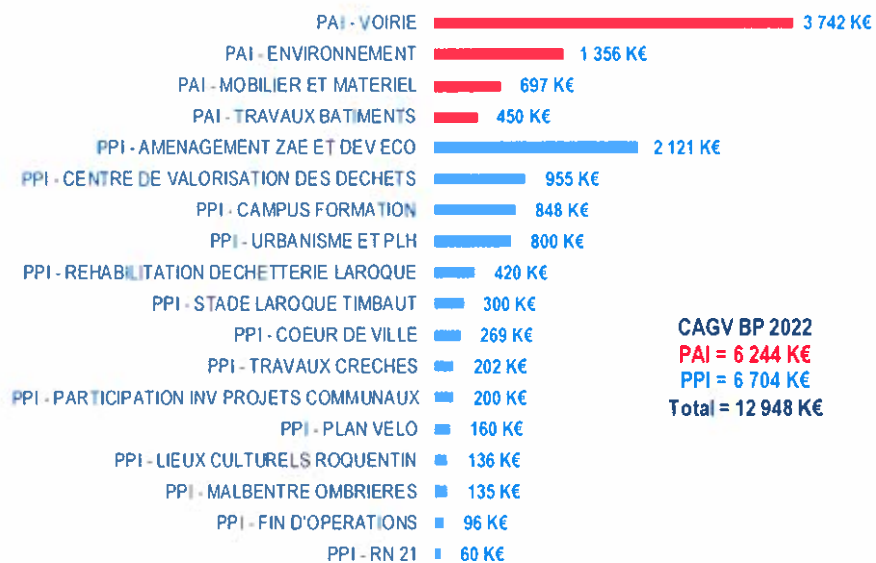 PAI - VOIRIE 3 742 K€
PAI - ENVIRONNEMENT 1 356 K€
PAI - MOBILIER ET MATERIEL 697 K€
PAI - TRAVAUX BATIMENTS 450 K€
PPI - AMENAGEMENT ZAE ET DEV ECO 2 121 K€
PPI - CENTRE DE VALORISATION DES DECHETS 955 K€
PPI - CAMPUS FORMATION 848 K€
PPI - URBANISME ET PLH 800 K€
PPI - REHABILITATION DECHETTERIE LAROQUE 420 K€
PPI - STADE LAROQUE TIMBAUT 300 K€
PPI - COEUR DE VILLE 269 K€
PPI - TRAVAUX CRECHES 202 K€
PPI - PARTICIPATION INV PROJETS COMMUNAUX 200 K€
PPI - PLAN VELO 160 K€
PPI - LIEUX CULTURELS ROQUENTIN 136 K€
PPI - MALBENTRE OMBRIERES 135 K€
PPI - FIN D'OPERATIONS 96 K€
PPI - RN 21 60 K€
CAGV BP 2022
PAI = 6 244 K€
PPI = 6 704 K€
Total = 12 948 K€